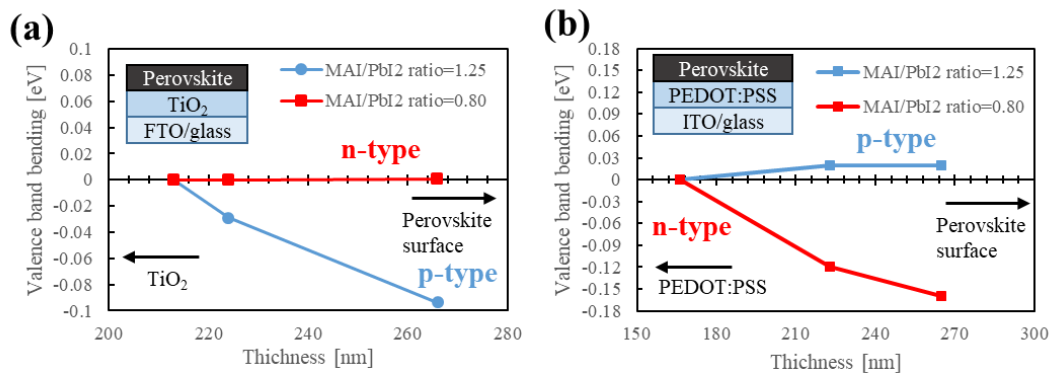 (a)
Valence band bending [eV]
0.1
0.08
0.06
0.04
0.02
0
-0.02
-0.04
-0.06
-0.08
-0.1
Perovskite
TiO2
FTO/glass
MAI/PbI2 ratio=1.25
MAI/PbI2 ratio=0.80
n-type
Perovskite
surface
p-type
TiO2
200
220
240
260
280
Thichness [nm]
(b)
Valence band bending [eV]
0.18
0.15
0.12
0.09
0.06
0.03
0
-0.03
-0.06
-0.09
-0.12
-0.15
-0.18
Perovskite
PEDOT:PSS
ITO/glass
MAI/PbI2 ratio=1.25
MAI/PbI2 ratio=0.80
p-type
n-type
Perovskite
surface
PEDOT:PSS
150
180
210
240
270
300
Thichness [nm]